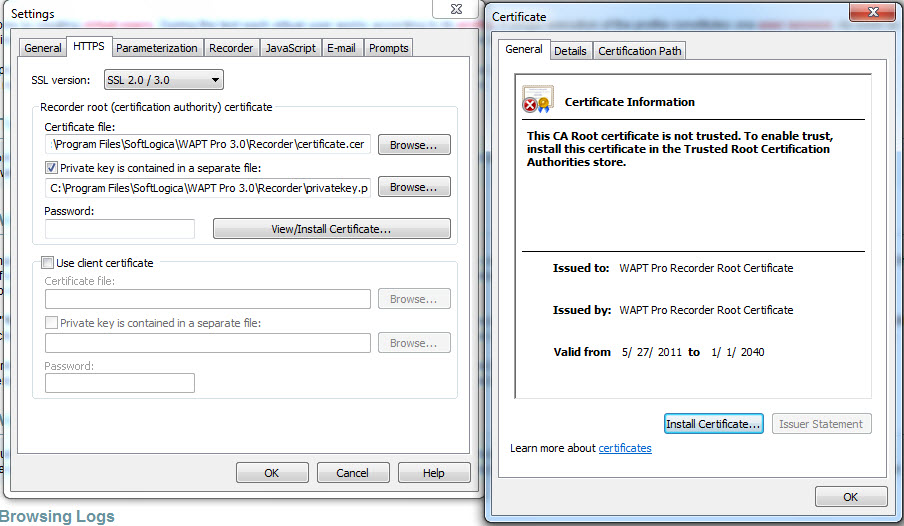 Settings
General HTTPS Parameterization Recorder JavaScript E-mail Prompts
SSL version: SSL 2.0 / 3.0
Recorder root (certification authority) certificate
Certificate file:
:\Program Files\SoftLogica\WAPT Pro 3.0\Recorder\certificate.cer Browse...
Private key is contained in a separate file:
C:\Program Files\SoftLogica\WAPT Pro 3.0\Recorder\privatekey.p Browse...
Password:
View/Install Certificate...
Use client certificate
Certificate file:
Browse...
Private key is contained in a separate file:
Browse...
Password:
OK Cancel Help
Browsing Logs
Certificate
General Details Certification Path
Certificate Information
This CA Root certificate is not trusted. To enable trust,
install this certificate in the Trusted Root Certification
Authorities store.
Issued to: WAPT Pro Recorder Root Certificate
Issued by: WAPT Pro Recorder Root Certificate
Valid from 5/ 27/ 2011 to 1/ 1/ 2040
Install Certificate... Issuer Statement
Learn more about certificates
OK